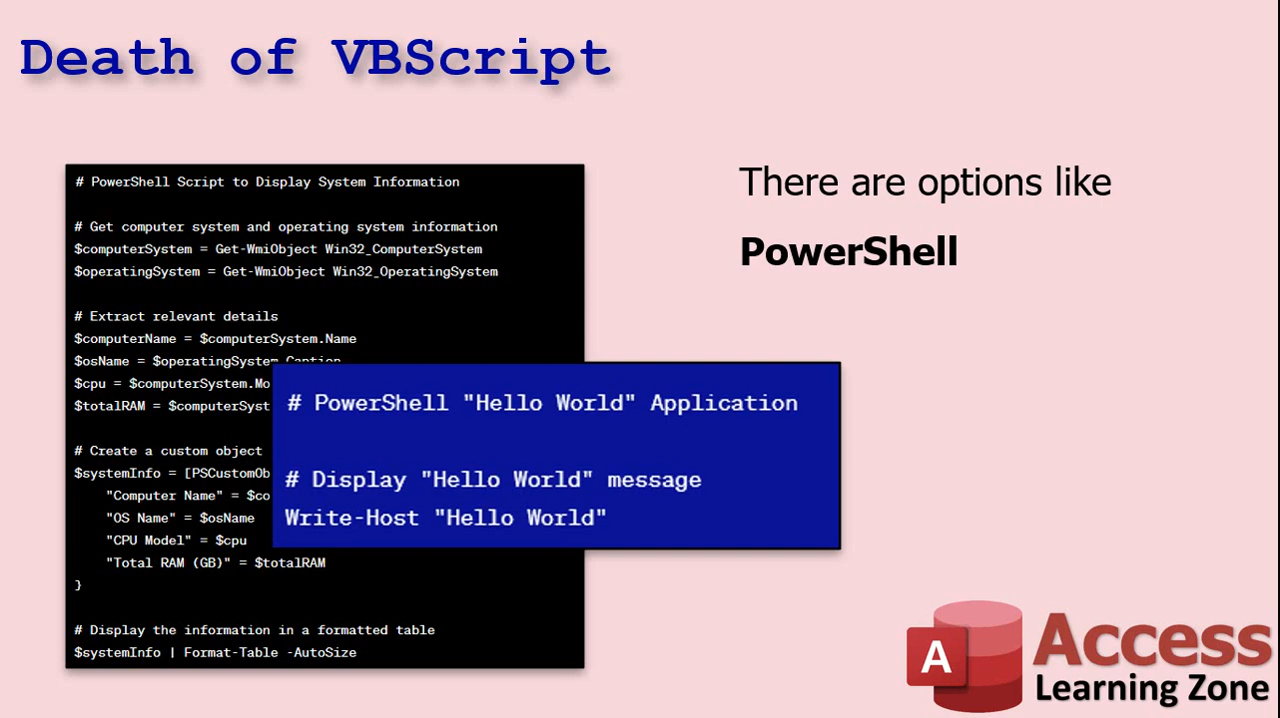 Death of VBScript
# PowerShell Script to Display System Information
# Get computer system and operating system information
$computerSystem = Get-WmiObject Win32_ComputerSystem
$operatingSystem = Get-WmiObject Win32_OperatingSystem
# Extract relevant details
$computerName = $computerSystem.Name
$osName = $operatingSystem.Caption
$cpu = $computerSystem.Mo
$totalRAM = $computerSyst
# Create a custom object
$systemInfo = [PSCustomOb
"Computer Name" = $co
"OS Name" = $osName
"CPU Model" = $cpu
"Total RAM (GB)" = $totalRAM
}
# Display the information in a formatted table
$systemInfo | Format-Table -AutoSize
# PowerShell "Hello World" Application
# Display "Hello World" message
Write-Host "Hello World"
There are options like
PowerShell
A
Access
Learning Zone